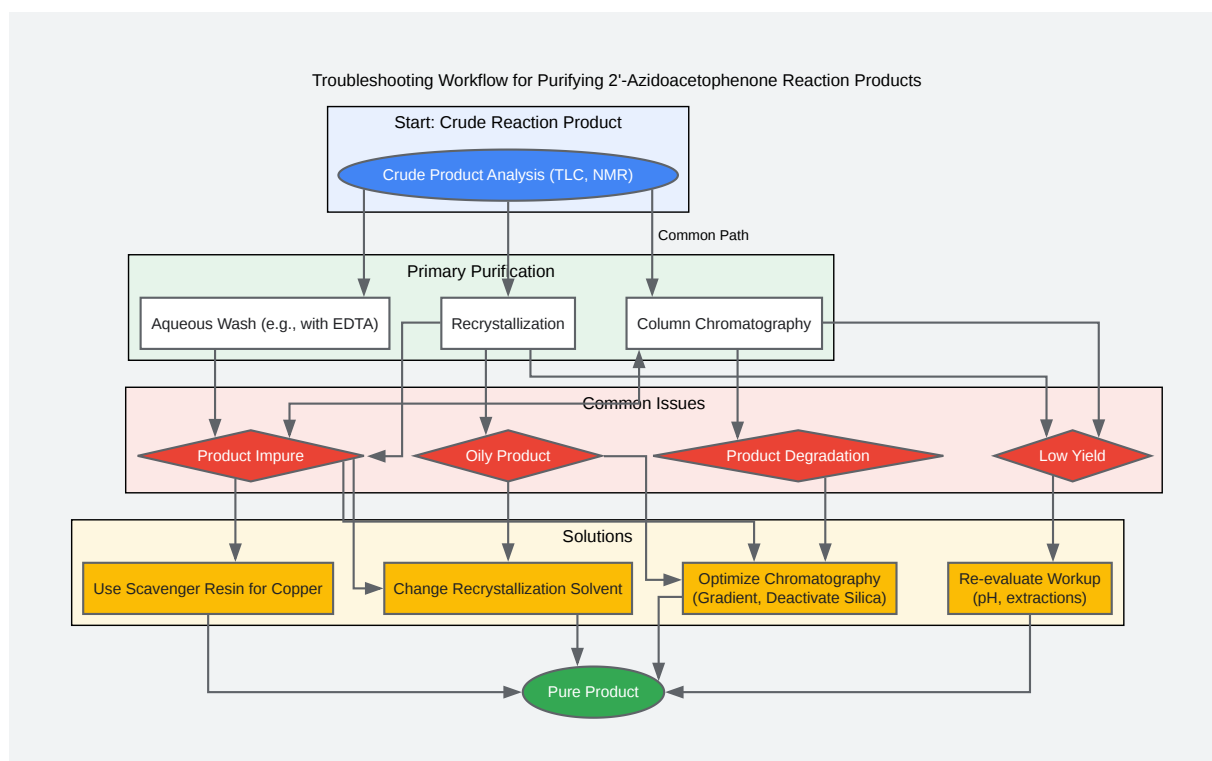 Troubleshooting Workflow for Purifying 2'-Azidoacetophenone Reaction Products
Start: Crude Reaction Product
Crude Product Analysis (TLC, NMR)
Common Path
Primary Purification
Aqueous Wash (e.g., with EDTA)
Recrystallization
Column Chromatography
Common Issues
Product Impure
Oily Product
Product Degradation
Low Yield
Solutions
Use Scavenger Resin for Copper
Change Recrystallization Solvent
Optimize Chromatography
(Gradient, Deactivate Silica)
Re-evaluate Workup
(pH, extractions)
Pure Product